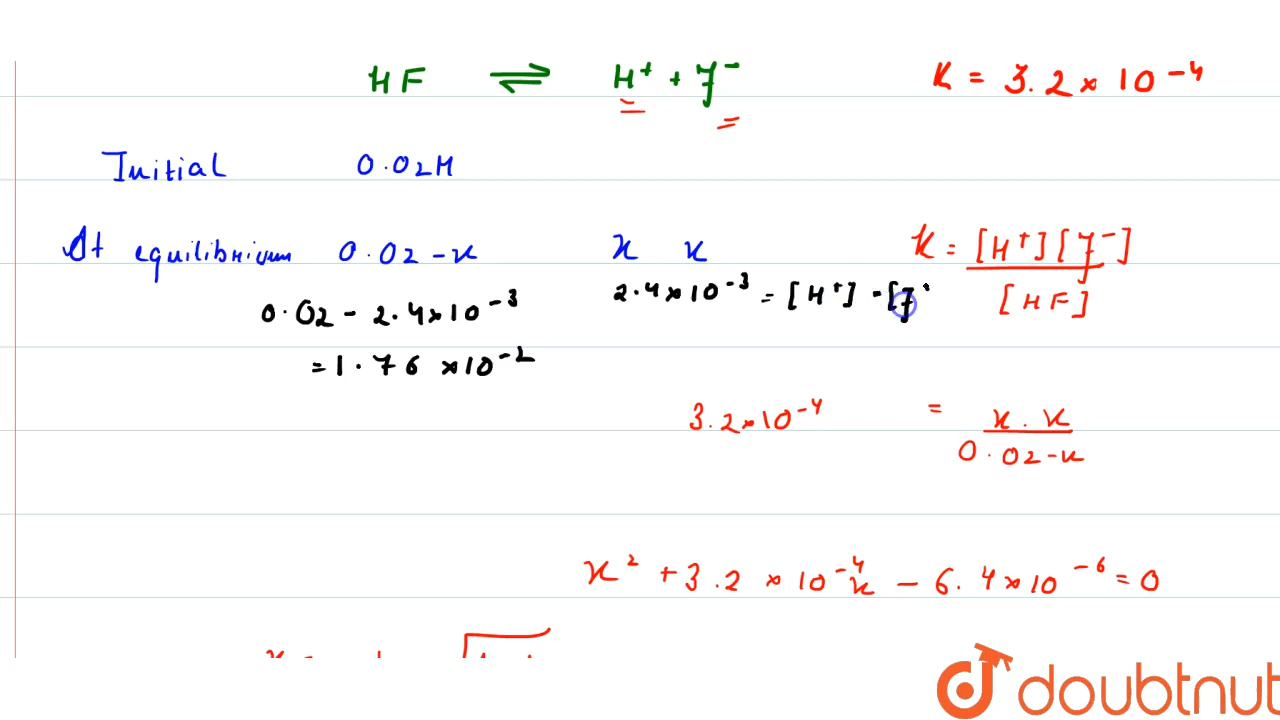 HF ⇌ H⁺ + F⁻ K = 3.2 × 10⁻⁴
Initial 0.02M
At equilibrium 0.02 - x x x K = [H⁺][F⁻] / [HF]
0.02 - 2.4 × 10⁻³ 2.4 × 10⁻³ = [H⁺] = [F
= 1.76 × 10⁻²
3.2 × 10⁻⁴ = x . x / 0.02 - x
x² + 3.2 × 10⁻⁴ x - 6.4 × 10⁻⁶ = 0
doubtnut